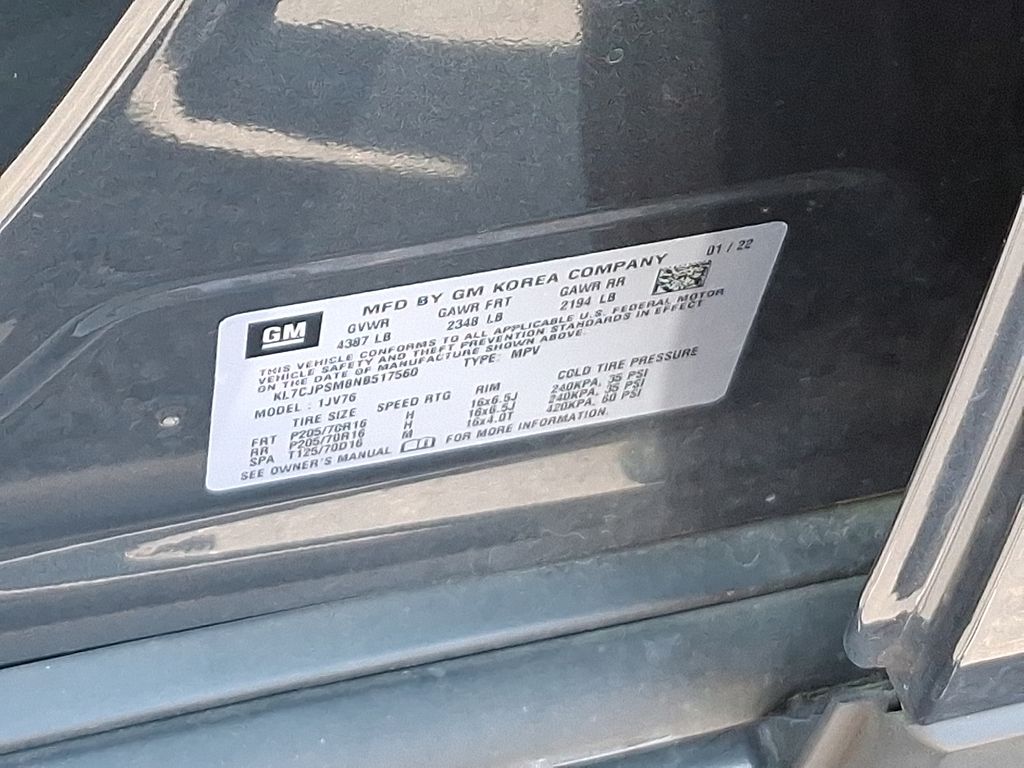 MFD BY GM KOREA COMPANY 01 / 22
GM
GVWR GAWR FRT GAWR RR
4387 LB 2348 LB 2194 LB
THIS VEHICLE CONFORMS TO ALL APPLICABLE U.S. FEDERAL MOTOR
VEHICLE SAFETY AND THEFT PREVENTION STANDARDS IN EFFECT
ON THE DATE OF MANUFACTURE SHOWN ABOVE.
KL7CJPSM8NB517560 TYPE: MPV
MODEL : 1JV76
TIRE SIZE SPEED RTG RIM COLD TIRE PRESSURE
FRT P205/70R16 H 16x6.5J 240KPA, 35 PSI
RR P205/70R16 H 16x6.5J 240KPA, 35 PSI
SPA T125/70D16 M 16x4.0T 420KPA, 60 PSI
SEE OWNER'S MANUAL FOR MORE INFORMATION.